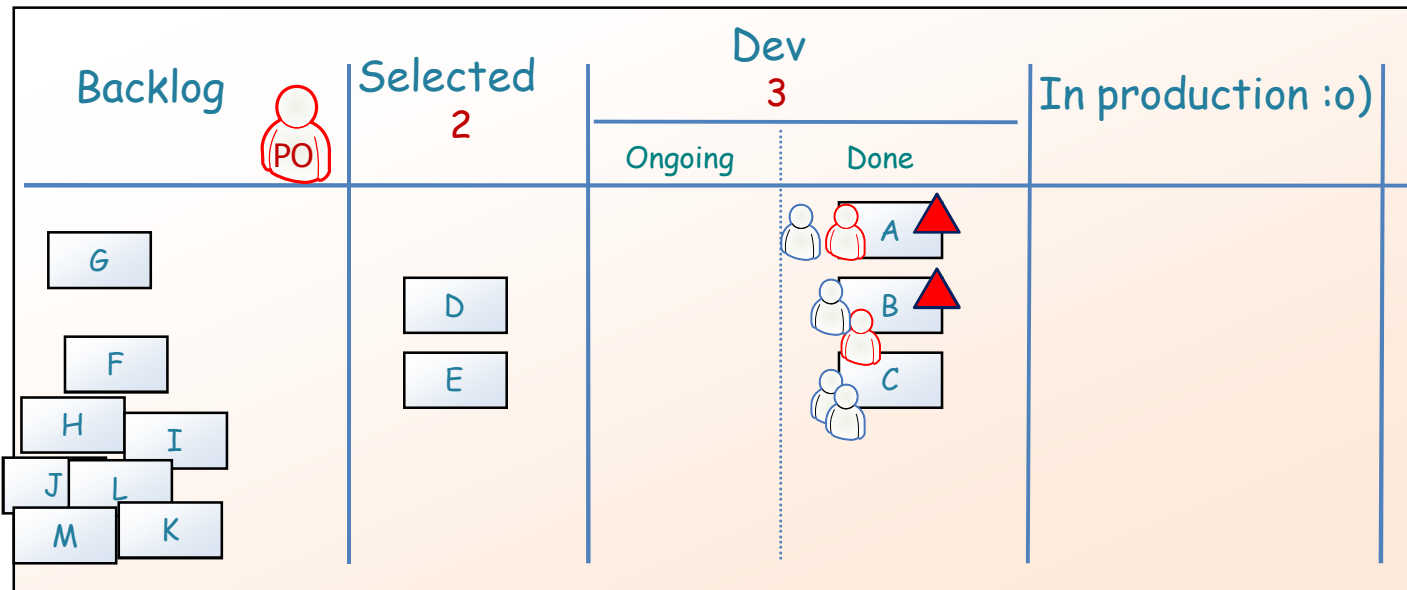 Backlog
PO
Selected
2
Dev
3
Ongoing
Done
In production :o)
G
F
H
I
J
L
M
K
D
E
A
B
C